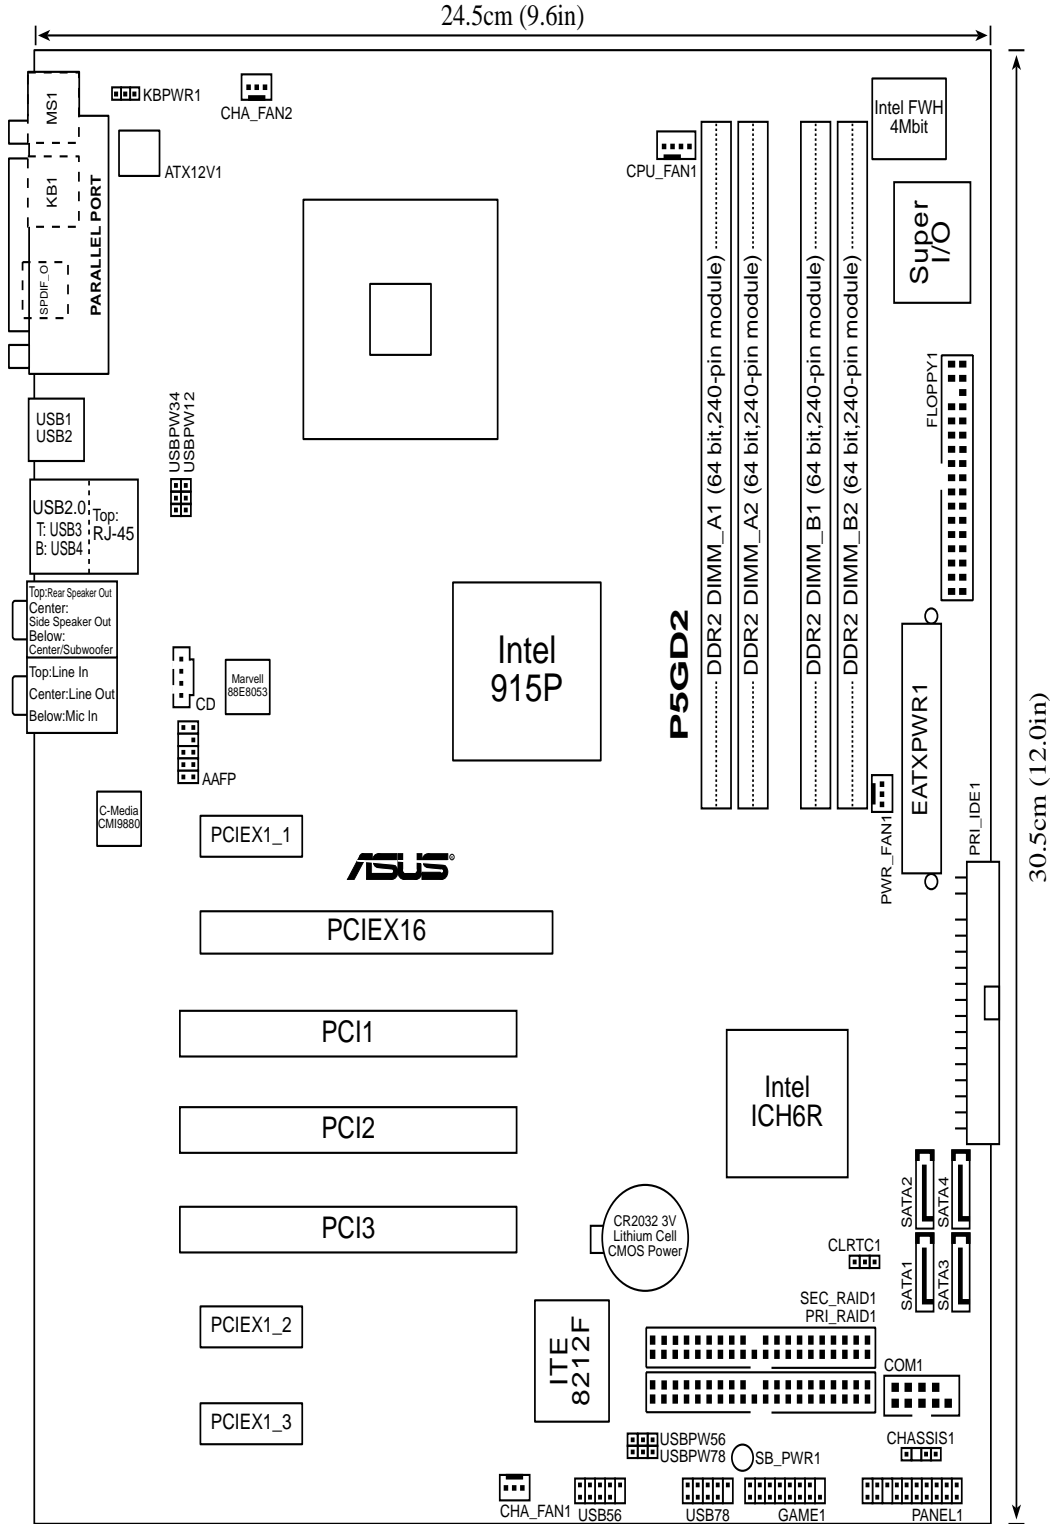 24.5cm (9.6in)
MS1
KBPWR1
CHA_FAN2
Intel FWH
4Mbit
CPU_FAN1
ATX12V1
KB1
PARALLEL PORT
SPDIF_O
Super
I/O
FLOPPY1
DDR2 DIMM_A1 (64 bit,240-pin module)
DDR2 DIMM_A2 (64 bit,240-pin module)
DDR2 DIMM_B1 (64 bit,240-pin module)
DDR2 DIMM_B2 (64 bit,240-pin module)
USB1
USB2
USBPW34
USBPW12
USB2.0
T: USB3
B: USB4
Top:
RJ-45
Top:Rear Speaker Out
Center:
Side Speaker Out
Below:
Center/Subwoofer
Top:Line In
Center:Line Out
Below:Mic In
CD
Marvell
88E8053
Intel
915P
P5GD2
EATXPWR1
30.5cm (12.0in)
AAFP
C-Media
CMI9880
PWR_FAN1
PRI_IDE1
PCIEX1_1
ASUS®
PCIEX16
PCI1
Intel
ICH6R
PCI2
SATA2
SATA4
PCI3
CR2032 3V
Lithium Cell
CMOS Power
CLRTC1
SATA1
SATA3
SEC_RAID1
PRI_RAID1
PCIEX1_2
ITE
8212F
COM1
PCIEX1_3
USBPW56
USBPW78
SB_PWR1
CHASSIS1
CHA_FAN1
USB56
USB78
GAME1
PANEL1